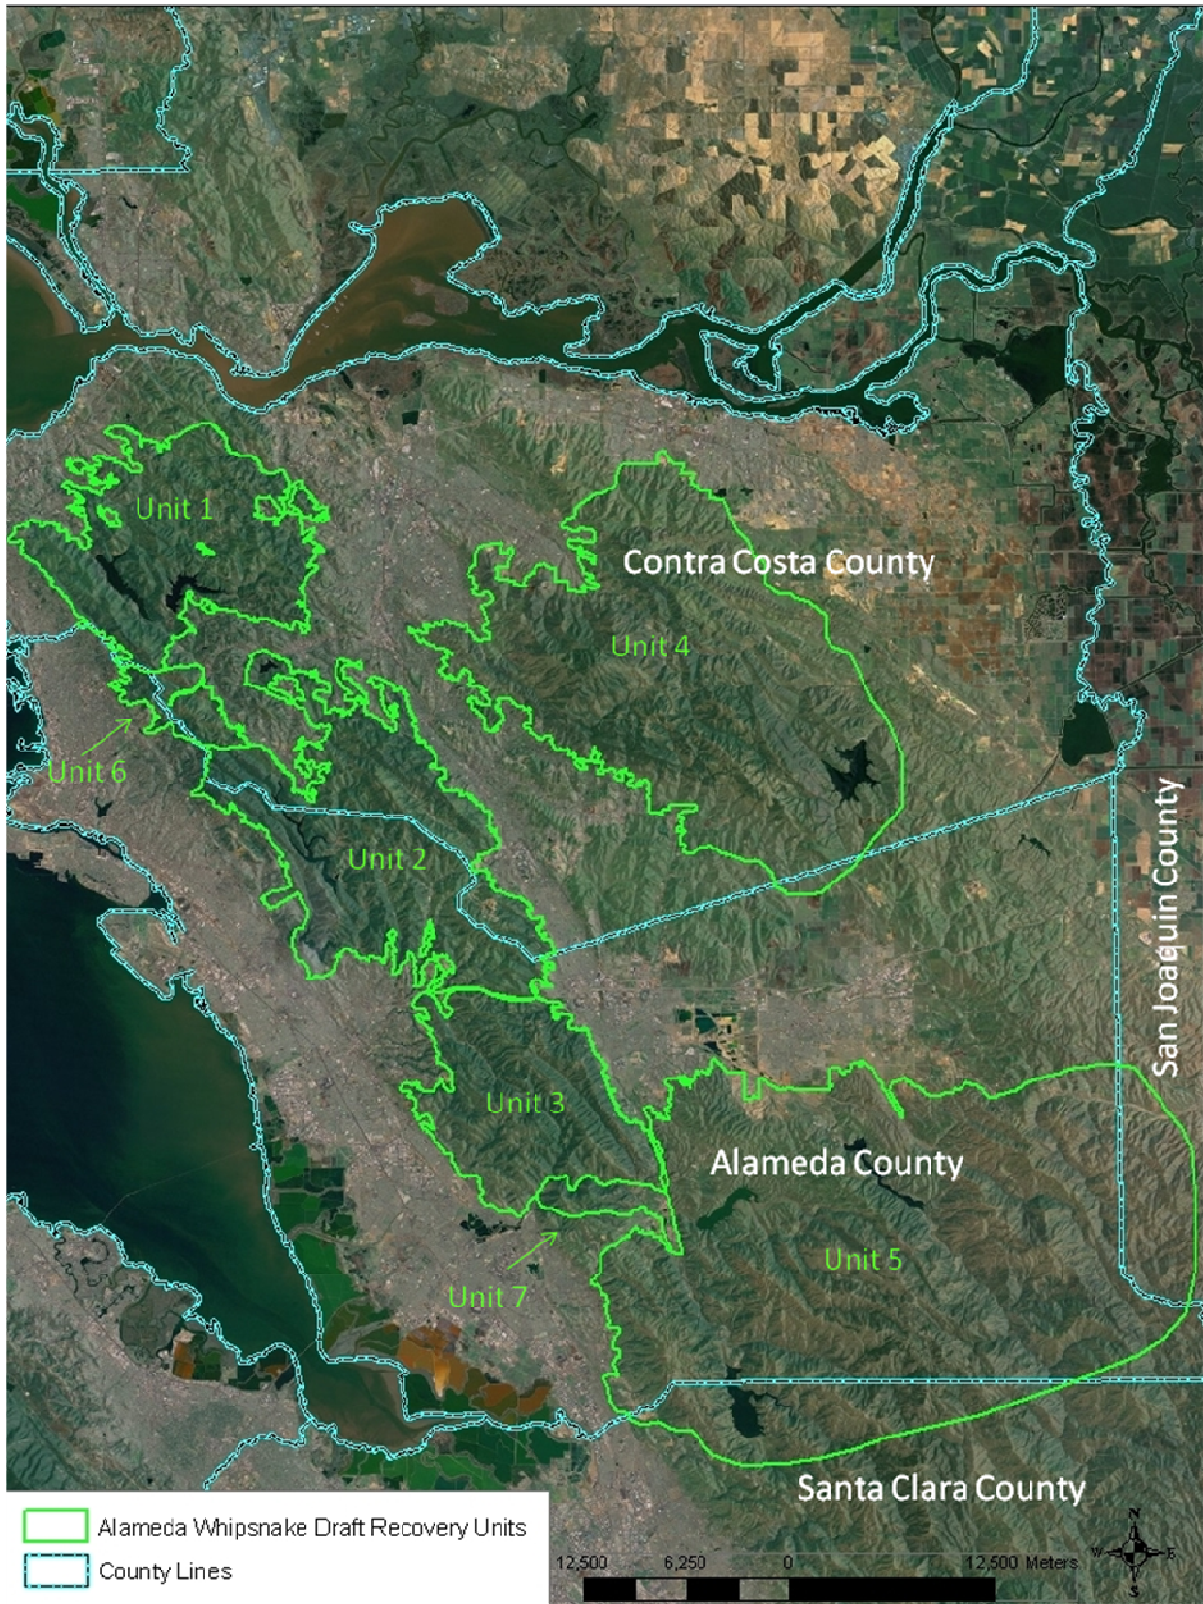 Unit 1
Contra Costa County
Unit 4
Unit 6
Unit 2
San Joaquin County
Unit 3
Alameda County
Unit 5
Unit 7
Santa Clara County
Alameda Whipsnake Draft Recovery Units
County Lines
12,500 6,250 0 12,500 Meters
N
W E
S